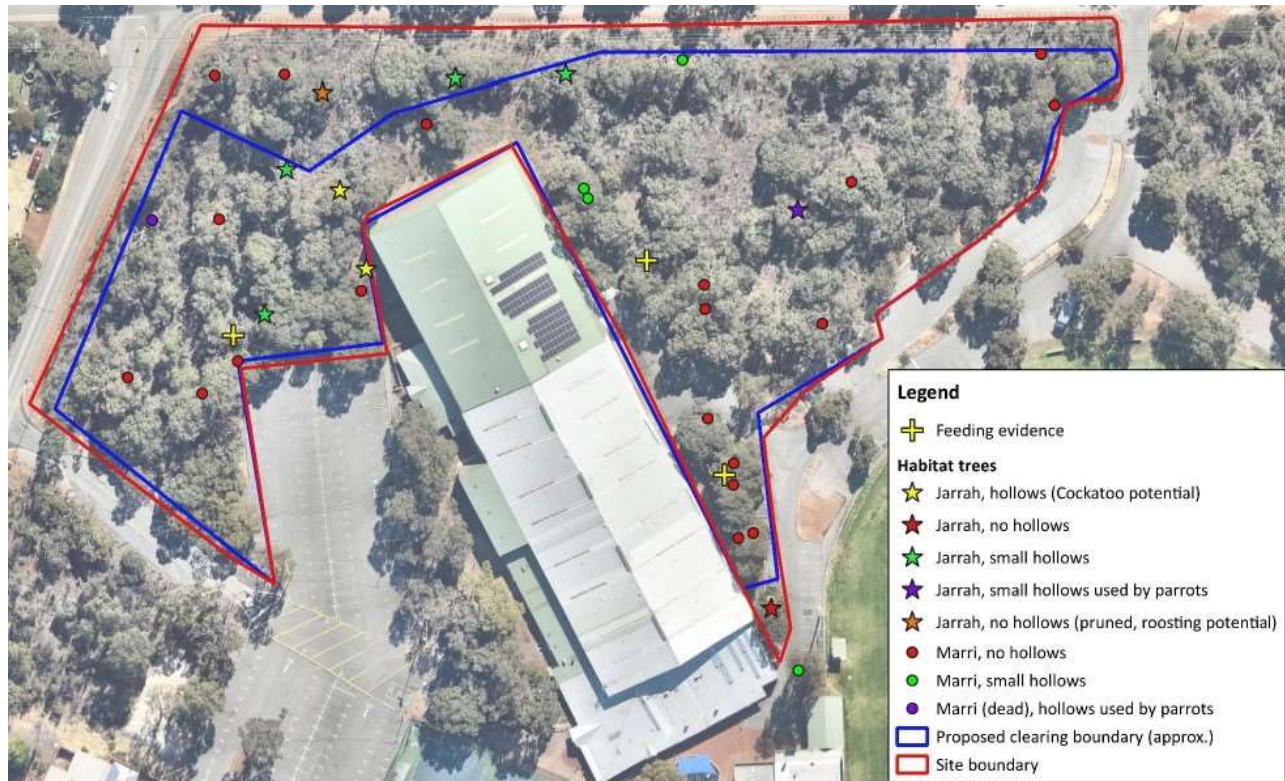 Legend
Feeding evidence
Habitat trees
Jarrah, hollows (Cockatoo potential)
Jarrah, no hollows
Jarrah, small hollows
Jarrah, small hollows used by parrots
Jarrah, no hollows (pruned, roosting potential)
Marri, no hollows
Marri, small hollows
Marri (dead), hollows used by parrots
Proposed clearing boundary (approx.)
Site boundary